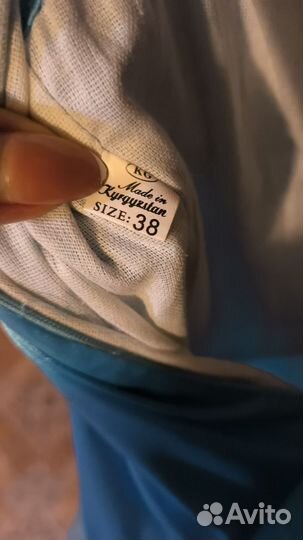 KG
Made in
Kyrgyzstan
SIZE: 38
Avito